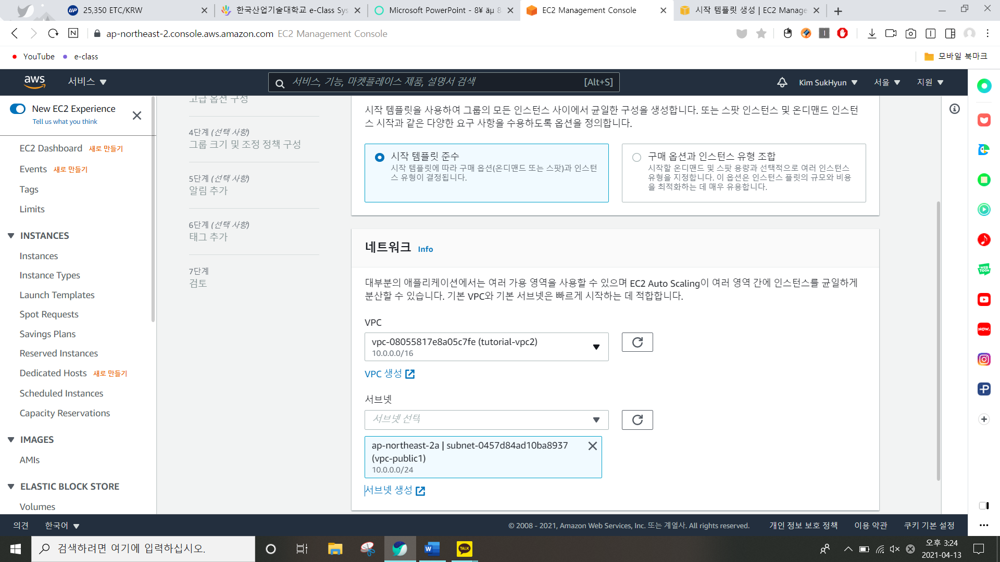 UP 25,350 ETC/KRW
한국산업기술대학교 e-Class Sys
Microsoft PowerPoint - 8¥ äµ 8
EC2 Management Console
시작 템플릿 생성 | EC2 Manage
N ap-northeast-2.console.aws.amazon.com EC2 Management Console
YouTube
e-class
모바일 북마크
aws
서비스
서비스, 기능, 마켓플레이스 제품, 설명서 검색
[Alt+S]
Kim SukHyun
서울
지원
New EC2 Experience
Tell us what you think
EC2 Dashboard 새로 만들기
Events 새로 만들기
Tags
Limits
INSTANCES
Instances
Instance Types
Launch Templates
Spot Requests
Savings Plans
Reserved Instances
Dedicated Hosts 새로 만들기
Scheduled Instances
Capacity Reservations
IMAGES
AMIs
ELASTIC BLOCK STORE
Volumes
고급 옵션 구성
4단계 (선택 사항)
그룹 크기 및 조정 정책 구성
5단계 (선택 사항)
알림 추가
6단계 (선택 사항)
태그 추가
7단계
검토
시작 템플릿을 사용하여 그룹의 모든 인스턴스 사이에서 균일한 구성을 생성합니다. 또는 스팟 인스턴스 및 온디맨드 인스턴
스 시작과 같은 다양한 요구 사항을 수용하도록 옵션을 정의합니다.
시작 템플릿 준수
시작 템플릿에 따라 구매 옵션(온디맨드 또는 스팟)과 인스턴
스 유형이 결정됩니다.
구매 옵션과 인스턴스 유형 조합
시작할 온디맨드 및 스팟 용량과 선택적으로 여러 인스턴스
유형을 지정합니다. 이 옵션은 인스턴스 플릿의 규모와 비용
을 최적화하는 데 매우 유용합니다.
네트워크 Info
대부분의 애플리케이션에서는 여러 가용 영역을 사용할 수 있으며 EC2 Auto Scaling이 여러 영역 간에 인스턴스를 균일하게
분산할 수 있습니다. 기본 VPC와 기본 서브넷은 빠르게 시작하는 데 적합합니다.
VPC
vpc-08055817e8a05c7fe (tutorial-vpc2)
10.0.0.0/16
VPC 생성
서브넷
서브넷 선택
ap-northeast-2a | subnet-0457d84ad10ba8937
(vpc-public1)
10.0.0.0/24
서브넷 생성
WEB
TOON
NOW.
의견
한국어
© 2008 - 2021, Amazon Web Services, Inc. 또는 계열사. All rights reserved.
개인 정보 보호 정책
이용 약관
쿠키 기본 설정
검색하려면 여기에 입력하십시오.
W
TALK
오후 3:24
2021-04-13